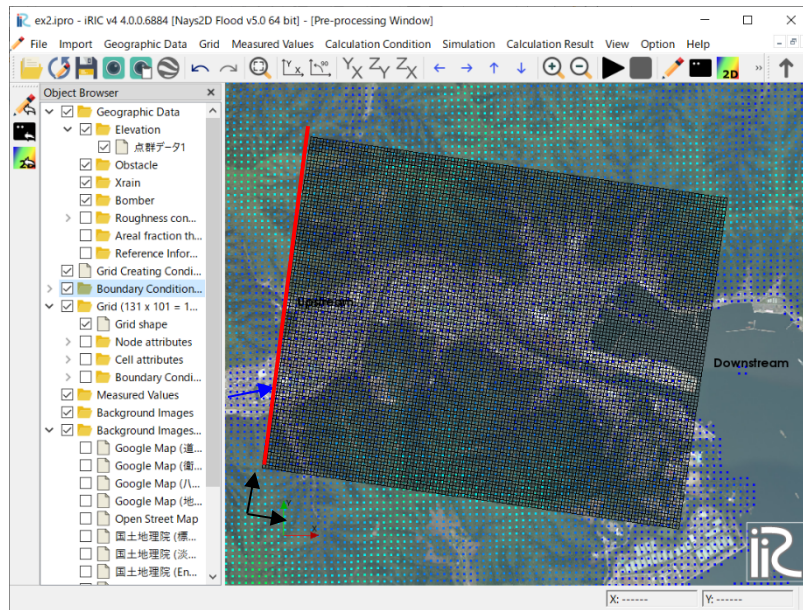 ex2.ipro - iRIC v4 4.0.0.6884 [Nays2D Flood v5.0 64 bit] - [Pre-processing Window]
File Import Geographic Data Grid Measured Values Calculation Condition Simulation Calculation Result View Option Help
2D
Object Browser
Geographic Data
Elevation
点群データ1
Obstacle
Xrain
Bomber
Roughness con...
Areal fraction th...
Reference Infor...
Grid Creating Condi...
Boundary Condition...
Grid (131 x 101 = 1...
Grid shape
Node attributes
Cell attributes
Boundary Condi...
Measured Values
Background Images
Background Images...
Google Map (道...
Google Map (衛...
Google Map (ハ...
Google Map (地...
Open Street Map
国土地理院 (標...
国土地理院 (淡...
国土地理院 (En...
Upstream
Downstream
Y
X
iRIC
X: ------
Y: ------